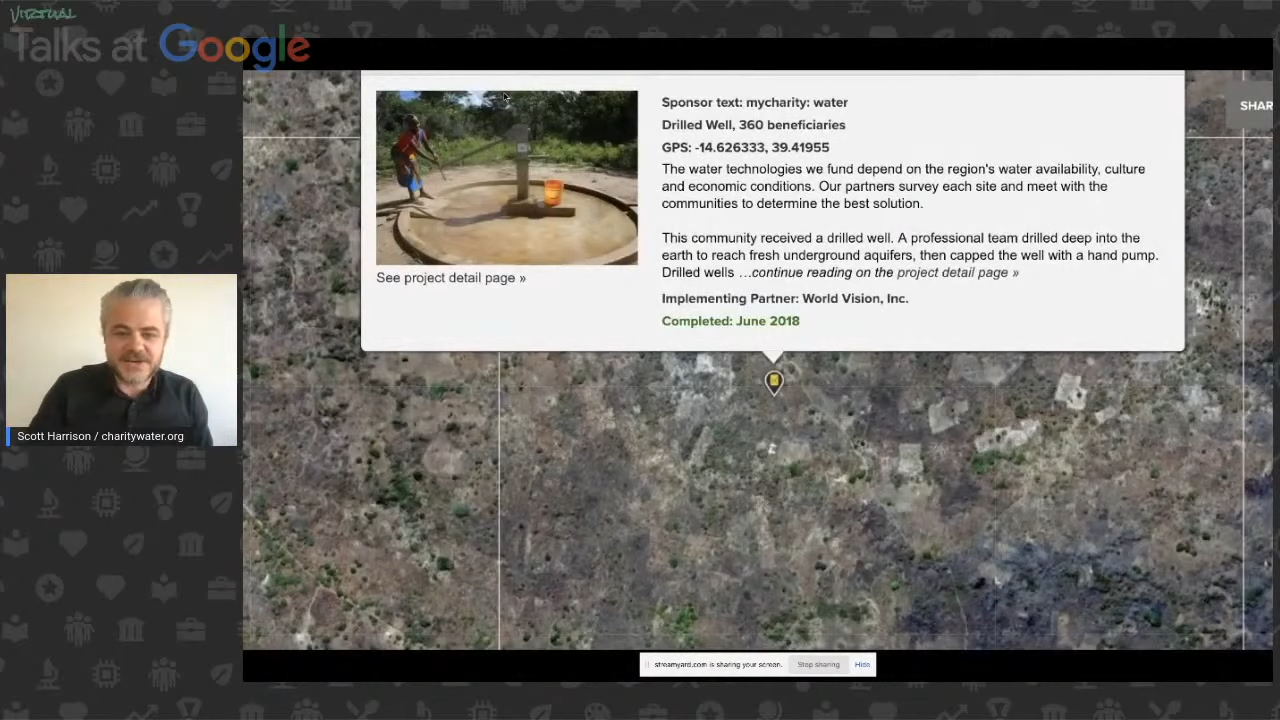 VIRTUAL
Talks at Google
SHAR
Sponsor text: mycharity: water
Drilled Well, 360 beneficiaries
GPS: -14.626333, 39.41955
The water technologies we fund depend on the region's water availability, culture
and economic conditions. Our partners survey each site and meet with the
communities to determine the best solution.
This community received a drilled well. A professional team drilled deep into the
earth to reach fresh underground aquifers, then capped the well with a hand pump.
Drilled wells ...continue reading on the project detail page »
See project detail page »
Implementing Partner: World Vision, Inc.
Completed: June 2018
Scott Harrison / charitywater.org
streamyard.com is sharing your screen.
Stop sharing
Hide